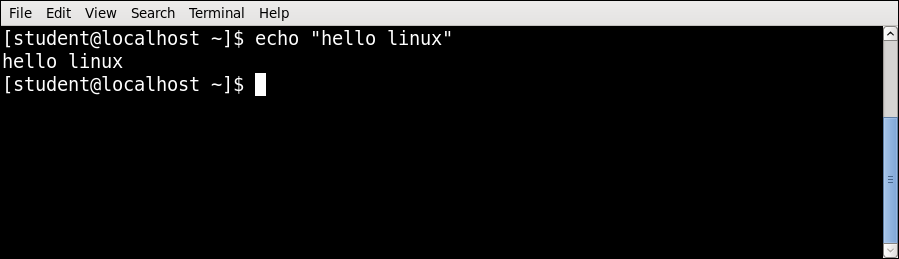 File Edit View Search Terminal Help
[student@localhost ~]$ echo "hello linux"
hello linux
[student@localhost ~]$